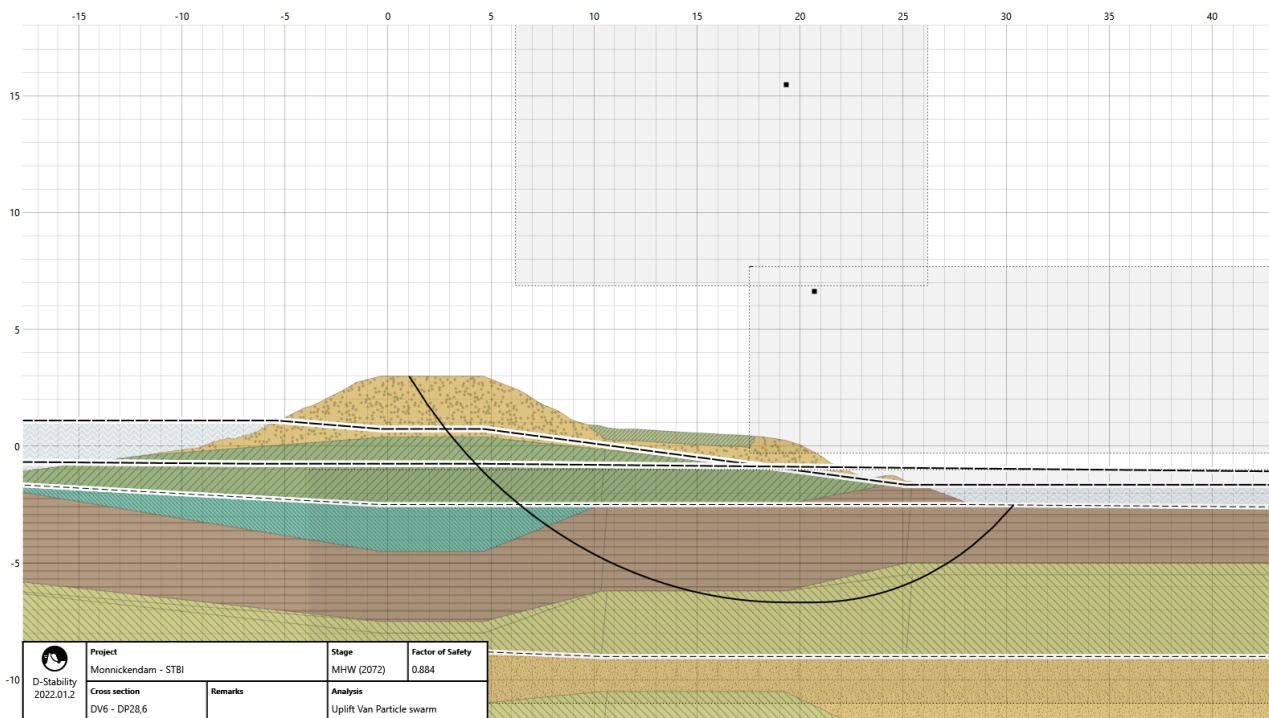 -15 -10 -5 0 5 10 15 20 25 30 35 40
15
10
5
0
-5
-10
Project
Monnickendam - STBI
Stage
MHW (2072)
Factor of Safety
0.884
D-Stability
2022.01.2
Cross section
DV6 - DP28,6
Remarks
Analysis
Uplift Van Particle swarm